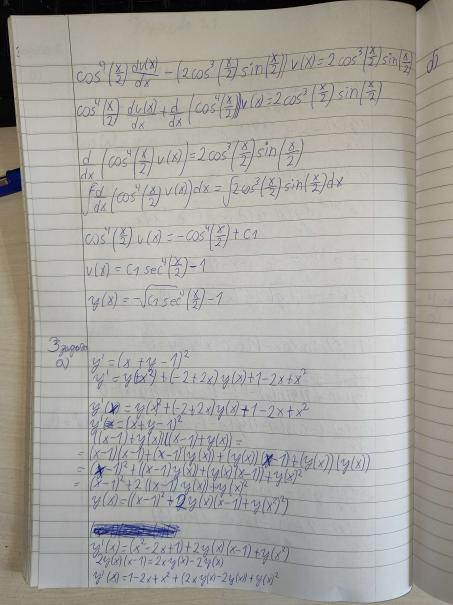 cos⁴(x/2) dv(x)/dx - (2cos³(x/2) sin(x/2)) v(x) = 2cos³(x/2) sin(x/2)
cos⁴(x/2) dv(x)/dx + d/dx (cos⁴(x/2)) v(x) = 2cos³(x/2) sin(x/2)
d/dx (cos⁴(x/2) v(x)) = 2cos³(x/2) sin(x/2)
∫ d/dx (cos⁴(x/2) v(x)) dx = ∫ 2cos³(x/2) sin(x/2) dx
cos⁴(x/2) v(x) = -cos⁴(x/2) + c1
v(x) = c1 sec⁴(x/2) - 1
y(x) = -√c1 sec⁴(x/2) - 1
3
a) y' = (x + y - 1)²
y' = y(x²) + (-2+2x) y(x) + 1 - 2x + x²
y'(x) = y(x)² + (-2+2x) y(x) + 1 - 2x + x²
y'(x) = (x+y-1)²
((x-1) + y(x)) ((x-1) + y(x)) =
= (x-1)(x-1) + (x-1)(y(x)) + (y(x)) (x-1) + (y(x)) (y(x))
= (x-1)² + ((x-1) y(x)) + (y(x)(x-1)) + y(x)²
= (x-1)² + 2 ((x-1) y(x)) + y(x)²
y(x) = ((x-1)² + 2y(x)(x-1) + y(x²)²)
y'(x) = (x² - 2x + 1) + 2y(x)(x-1) + y(x²)
2y(x)(x-1) = 2x y(x) - 2y(x)
y'(x) = 1 - 2x + x² + (2x y(x) - 2y(x)) + y(x)²